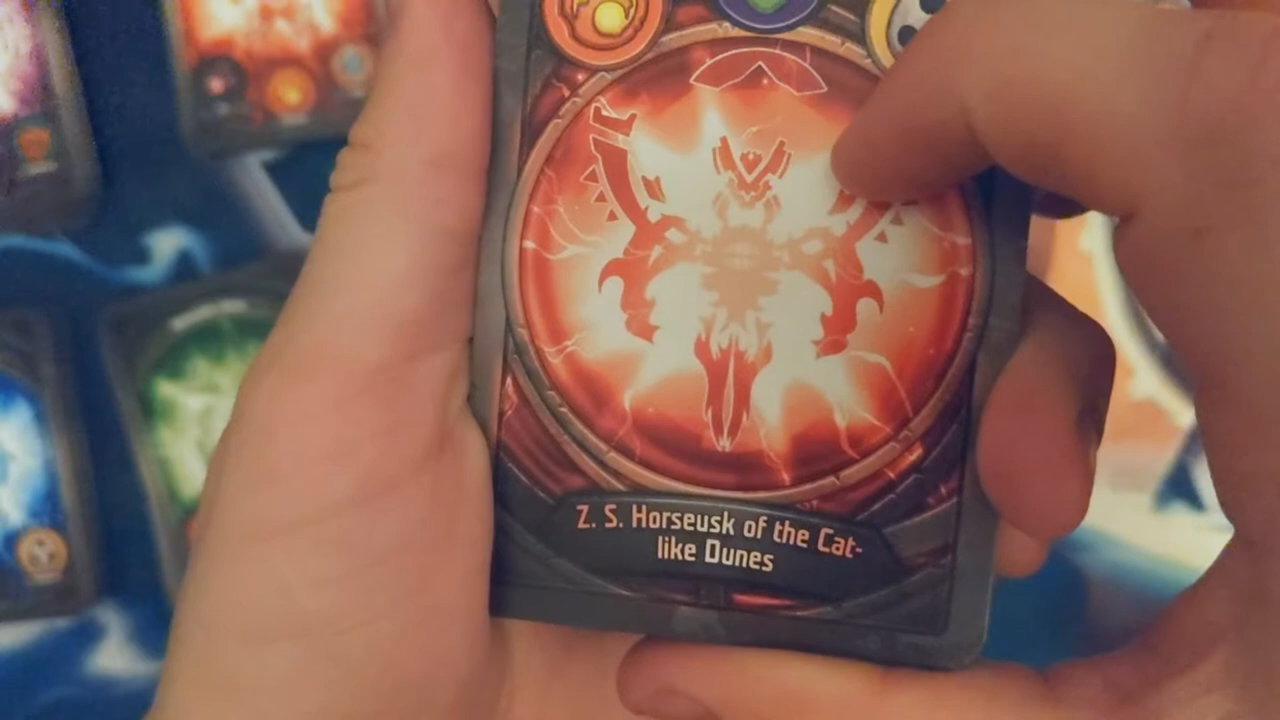 Z. S. Horseusk of the Cat-
like Dunes